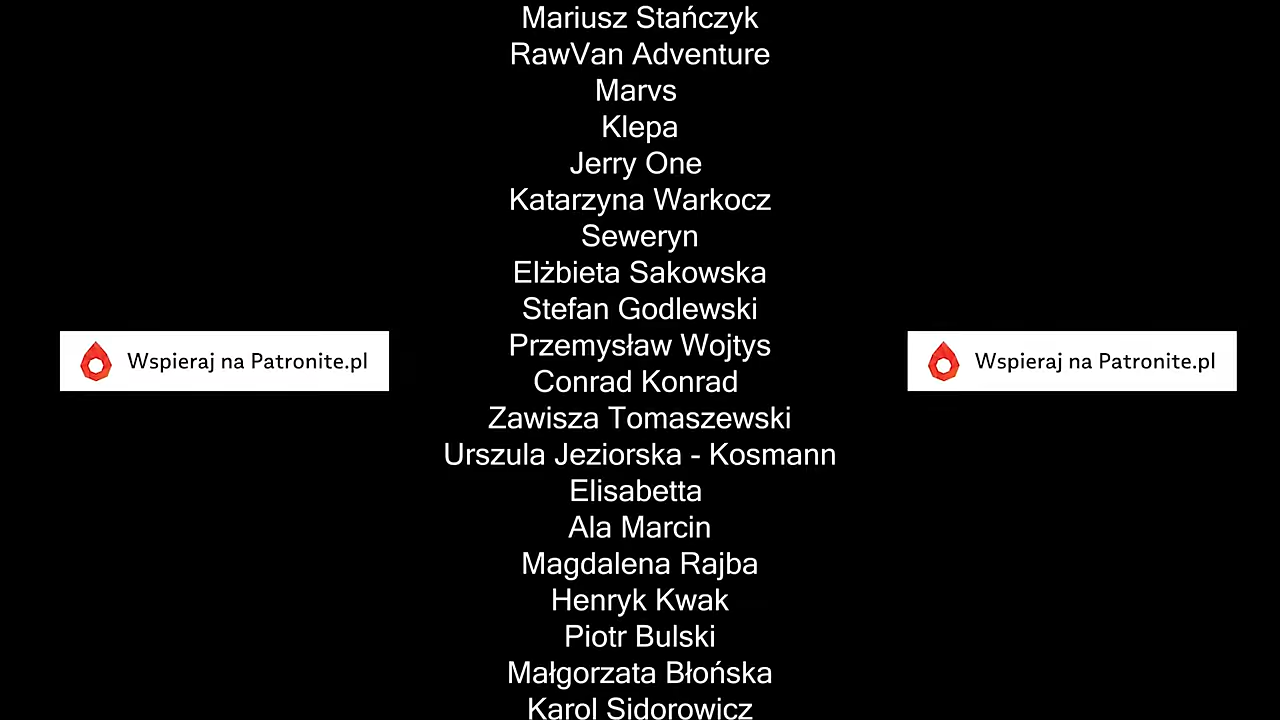 Mariusz Stańczyk
RawVan Adventure
Marvs
Klepa
Jerry One
Katarzyna Warkocz
Seweryn
Elżbieta Sakowska
Stefan Godlewski
Przemysław Wojtys
Conrad Konrad
Zawisza Tomaszewski
Urszula Jeziorska - Kosmann
Elisabetta
Ala Marcin
Magdalena Rajba
Henryk Kwak
Piotr Bulski
Małgorzata Błońska
Karol Sidorowicz
Wspieraj na Patronite.pl
Wspieraj na Patronite.pl